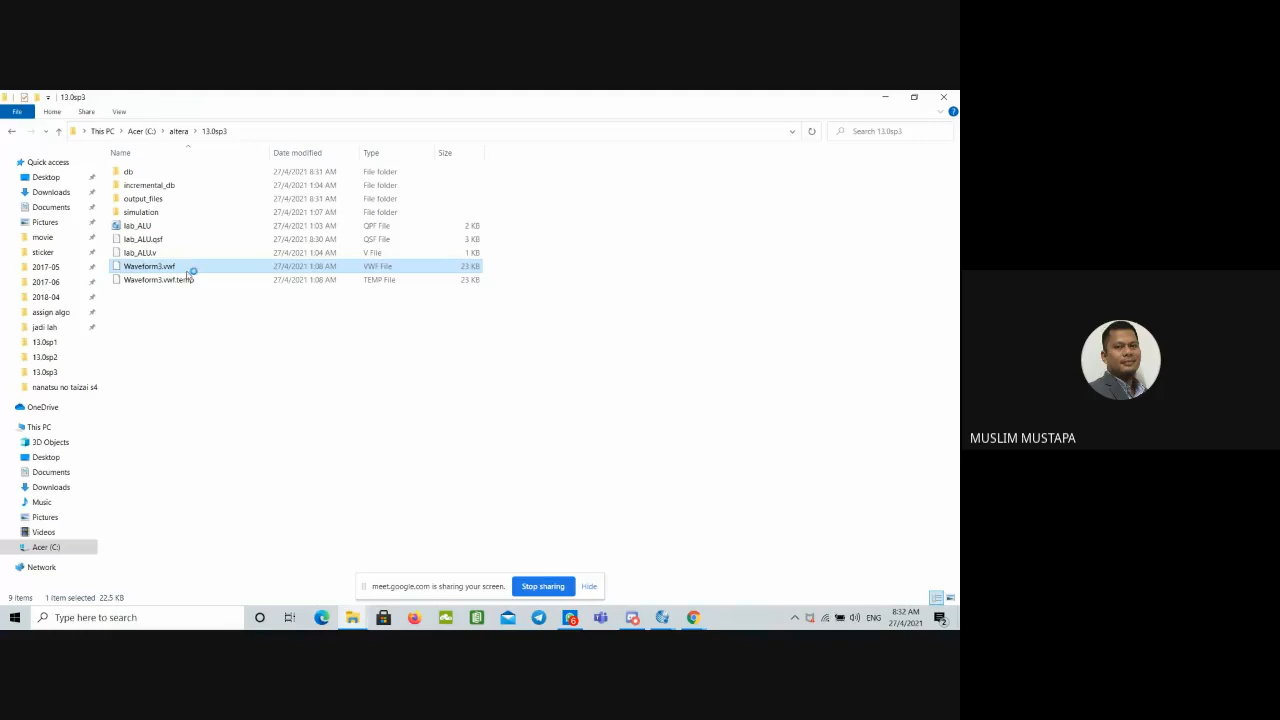 13.0sp3
File Home Share View
This PC Acer (C:) altera 13.0sp3 Search 13.0sp3
Name Date modified Type Size
Quick access
Desktop
Downloads
Documents
Pictures
movie
sticker
2017-05
2017-06
2018-04
assign algo
jadi lah
13.0sp1
13.0sp2
13.0sp3
nanatsu no taizai s4
OneDrive
This PC
3D Objects
Desktop
Documents
Downloads
Music
Pictures
Videos
Acer (C:)
Network
db 27/4/2021 8:31 AM File folder
incremental_db 27/4/2021 1:04 AM File folder
output_files 27/4/2021 8:31 AM File folder
simulation 27/4/2021 1:07 AM File folder
lab_ALU 27/4/2021 1:03 AM QPF File 2 KB
lab_ALU.qsf 27/4/2021 8:30 AM QSF File 3 KB
lab_ALU.v 27/4/2021 1:04 AM V File 1 KB
Waveform3.vwf 27/4/2021 1:08 AM VWF File 23 KB
Waveform3.vwf.temp 27/4/2021 1:08 AM TEMP File 23 KB
MUSLIM MUSTAPA
meet.google.com is sharing your screen. Stop sharing Hide
9 items 1 item selected 22.5 KB
Type here to search
6
ENG
8:32 AM
27/4/2021
2